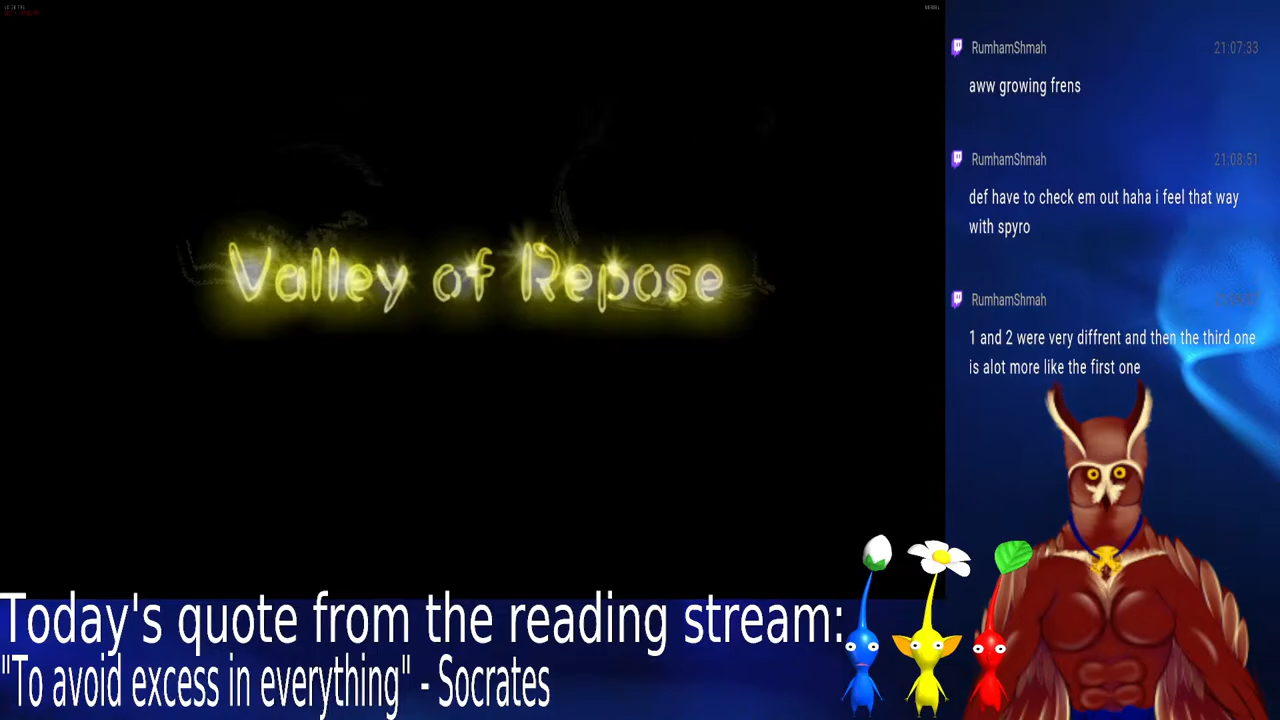 Valley of Repose
RumhamShmah 21:07:33
aww growing frens
RumhamShmah 21:08:51
def have to check em out haha i feel that way
with spyro
RumhamShmah
1 and 2 were very diffrent and then the third one
is alot more like the first one
Today's quote from the reading stream:
"To avoid excess in everything" - Socrates